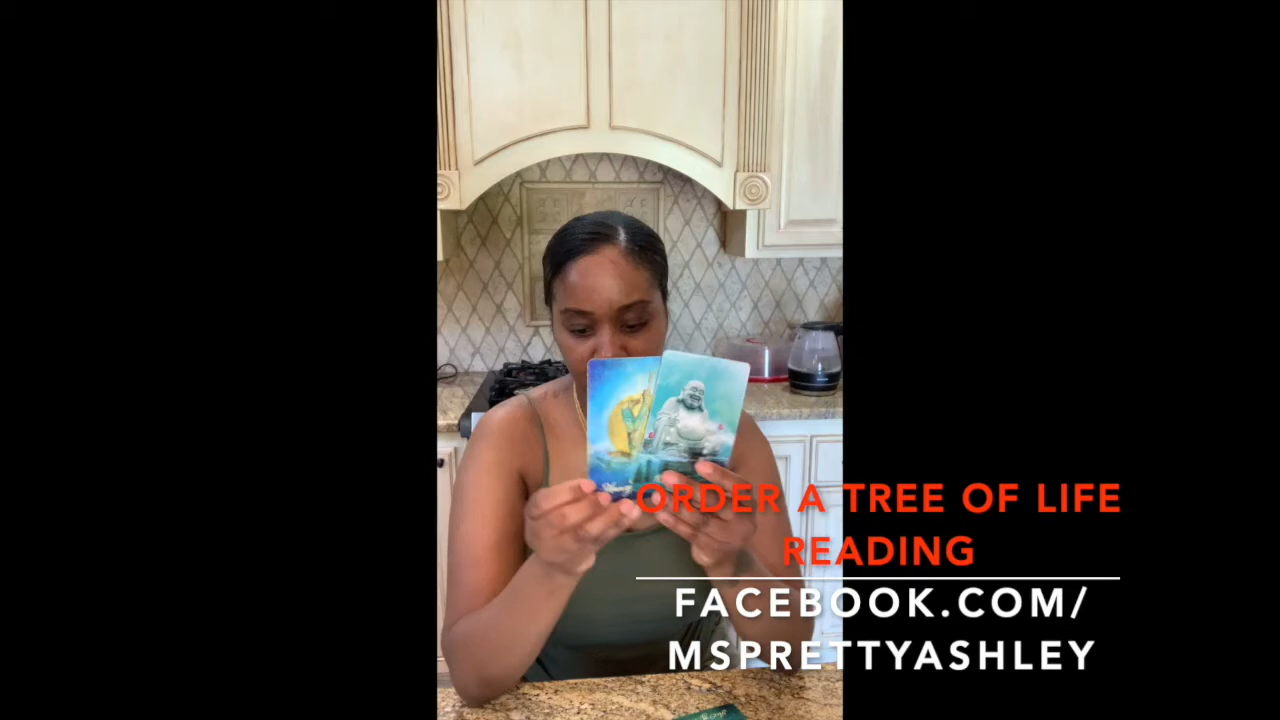 ORDER A TREE OF LIFE
READING
FACEBOOK.COM/
MSPRETTYASHLEY